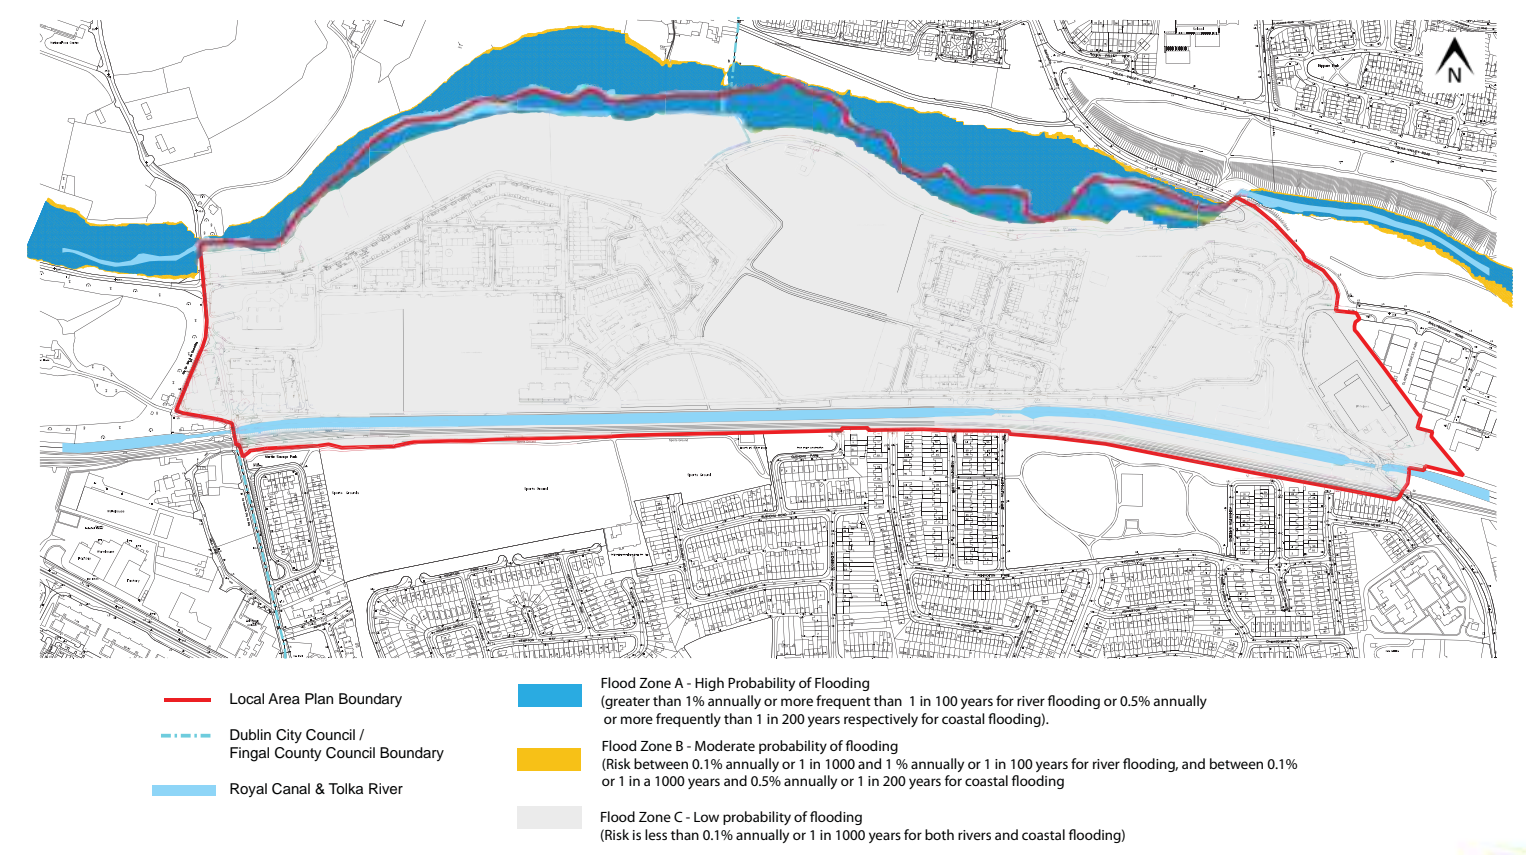 N
Sports Ground
Sports Ground
Sports Ground
Local Area Plan Boundary
Dublin City Council /
Fingal County Council Boundary
Royal Canal & Tolka River
Flood Zone A - High Probability of Flooding
(greater than 1% annually or more frequent than 1 in 100 years for river flooding or 0.5% annually
or more frequently than 1 in 200 years respectively for coastal flooding).
Flood Zone B - Moderate probability of flooding
(Risk between 0.1% annually or 1 in 1000 and 1 % annually or 1 in 100 years for river flooding, and between 0.1%
or 1 in a 1000 years and 0.5% annually or 1 in 200 years for coastal flooding
Flood Zone C - Low probability of flooding
(Risk is less than 0.1% annually or 1 in 1000 years for both rivers and coastal flooding)